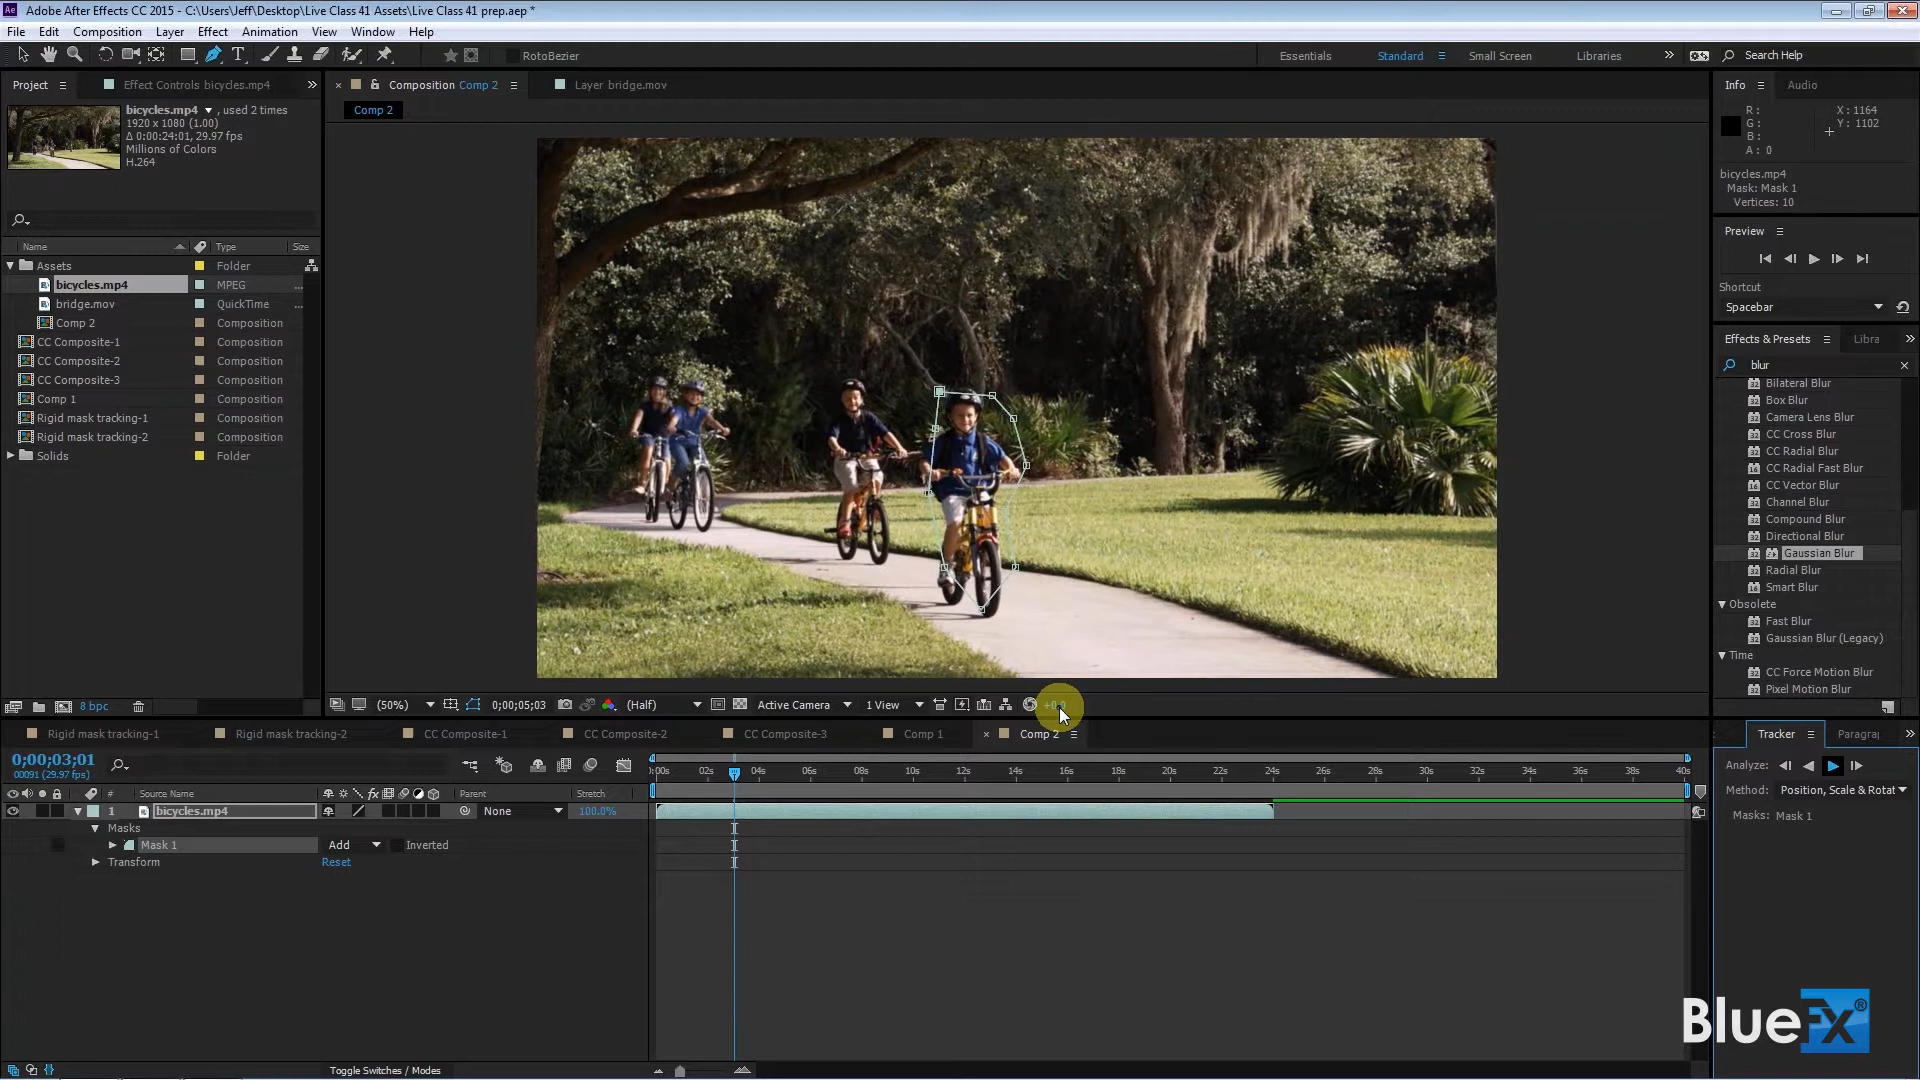 Adobe After Effects CC 2015 - C:\Users\Jeff\Desktop\Live Class 41 Assets\Live Class 41 prep.aep *
File Edit Composition Layer Effect Animation View Window Help
RotoBezier Essentials Standard Small Screen Libraries Search Help
Project Effect Controls bicycles.mp4 Composition Comp 2 Layer bridge.mov Info Audio
Comp 2
bicycles.mp4 , used 2 times
1920 x 1080 (1.00)
Δ 0:00:24:01, 29.97 fps
Millions of Colors
H.264
R :
G :
B :
A : 0
X : 1164
Y : 1102
bicycles.mp4
Mask: Mask 1
Vertices: 10
Preview
Shortcut
Spacebar
Name Type Size
Assets Folder
bicycles.mp4 MPEG ...
bridge.mov QuickTime ...
Comp 2 Composition
CC Composite-1 Composition
CC Composite-2 Composition
CC Composite-3 Composition
Comp 1 Composition
Rigid mask tracking-1 Composition
Rigid mask tracking-2 Composition
Solids Folder
Effects & Presets Libra
blur
Bilateral Blur
Box Blur
Camera Lens Blur
CC Cross Blur
CC Radial Blur
CC Radial Fast Blur
CC Vector Blur
Channel Blur
Compound Blur
Directional Blur
Gaussian Blur
Radial Blur
Smart Blur
Obsolete
Fast Blur
Gaussian Blur (Legacy)
Time
CC Force Motion Blur
Pixel Motion Blur
8 bpc
(50%) 0;00;05;03 (Half) Active Camera 1 View +0.0
Rigid mask tracking-1 Rigid mask tracking-2 CC Composite-1 CC Composite-2 CC Composite-3 Comp 1 Comp 2
Tracker Paragra
0;00;03;01
00091 (29.97 fps)
:00s 02s 04s 06s 08s 10s 12s 14s 16s 18s 20s 22s 24s 26s 28s 30s 32s 34s 36s 38s 40s
# Source Name Parent Stretch
1 bicycles.mp4 None 100.0%
Masks
Mask 1 Add Inverted
Transform Reset
Analyze:
Method: Position, Scale & Rotat
Masks: Mask 1
Toggle Switches / Modes
BlueFX®